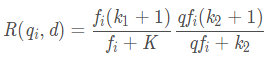 R(q_i, d) = \frac{f_i(k_1 + 1)}{f_i + K} \frac{qf_i(k_2 + 1)}{qf_i + k_2}